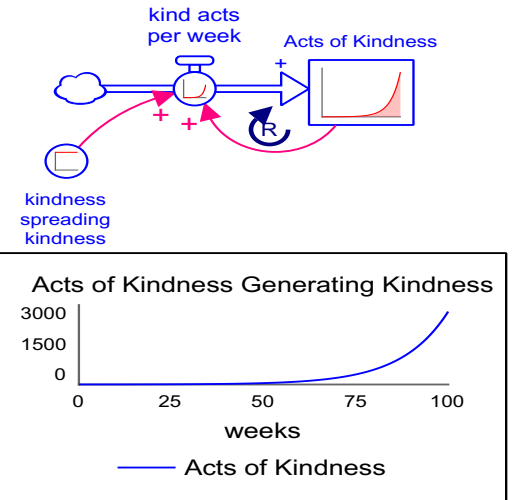 kind acts
per week
Acts of Kindness
+
+
+
R
kindness
spreading
kindness
Acts of Kindness Generating Kindness
3000
1500
0
0 25 50 75 100
weeks
Acts of Kindness